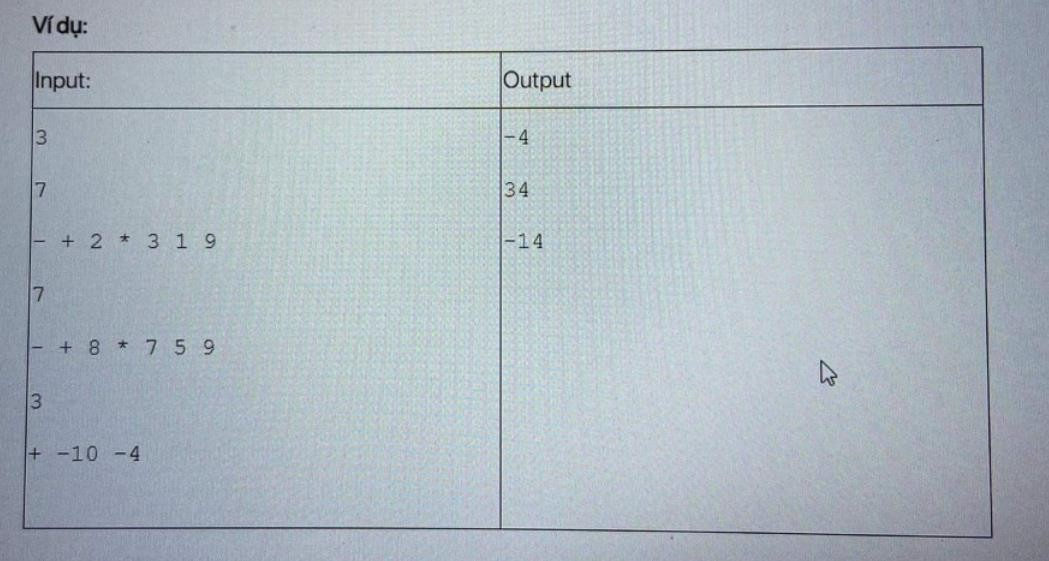 Ví dụ:
Input:
Output
3
7
- + 2 * 3 1 9
7
- + 8 * 7 5 9
3
+ -10 -4
-4
34
-14